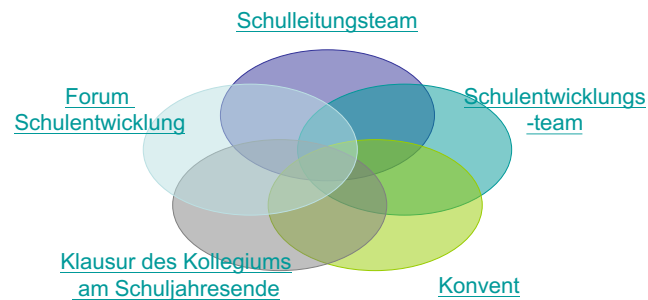 Schulleitungsteam
Forum
Schulentwicklung
Schulentwicklungs
-team
Klausur des Kollegiums
am Schuljahresende
Konvent